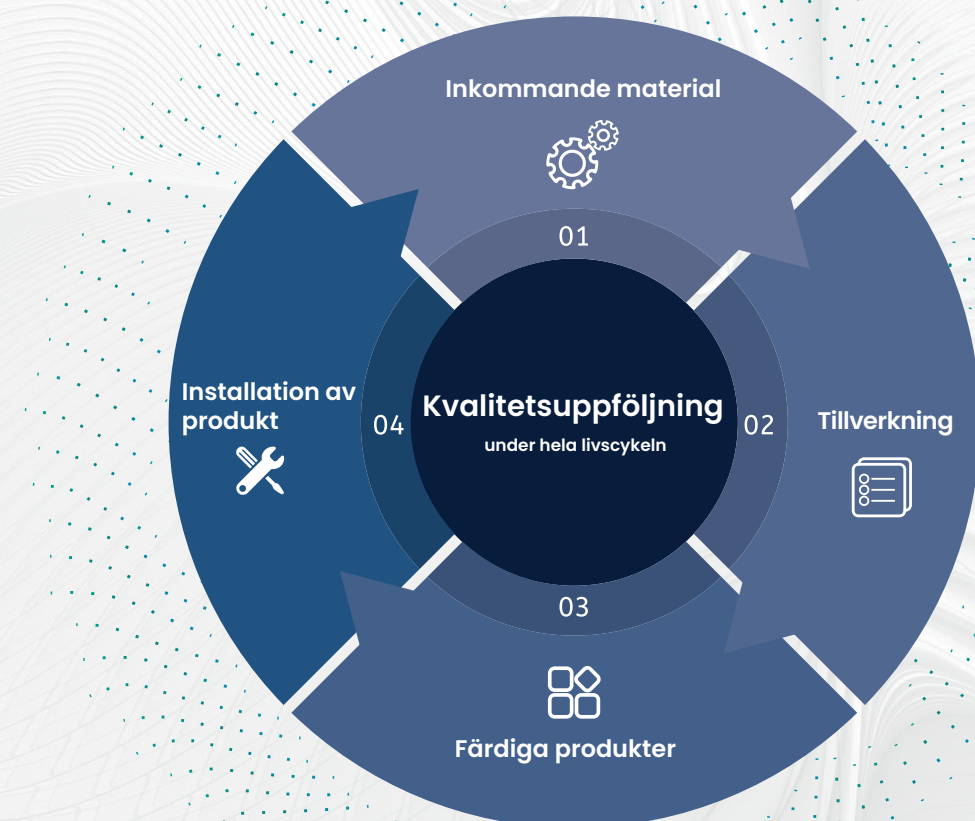 Inkommande material
01
Kvalitetsuppföljning
under hela livscykeln
02
Tillverkning
03
Färdiga produkter
04
Installation av
produkt